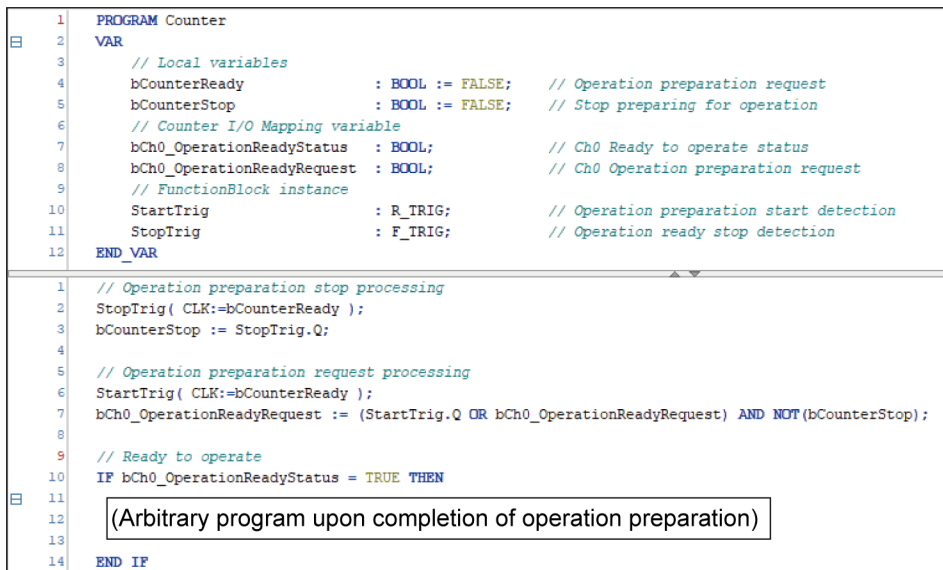 1 PROGRAM Counter
2 VAR
3 // Local variables
4 bCounterReady : BOOL := FALSE; // Operation preparation request
5 bCounterStop : BOOL := FALSE; // Stop preparing for operation
6 // Counter I/O Mapping variable
7 bCh0_OperationReadyStatus : BOOL; // Ch0 Ready to operate status
8 bCh0_OperationReadyRequest : BOOL; // Ch0 Operation preparation request
9 // FunctionBlock instance
10 StartTrig : R_TRIG; // Operation preparation start detection
11 StopTrig : F_TRIG; // Operation ready stop detection
12 END_VAR
1 // Operation preparation stop processing
2 StopTrig( CLK:=bCounterReady );
3 bCounterStop := StopTrig.Q;
4
5 // Operation preparation request processing
6 StartTrig( CLK:=bCounterReady );
7 bCh0_OperationReadyRequest := (StartTrig.Q OR bCh0_OperationReadyRequest) AND NOT(bCounterStop);
8
9 // Ready to operate
10 IF bCh0_OperationReadyStatus = TRUE THEN
11
12 (Arbitrary program upon completion of operation preparation)
13
14 END IF